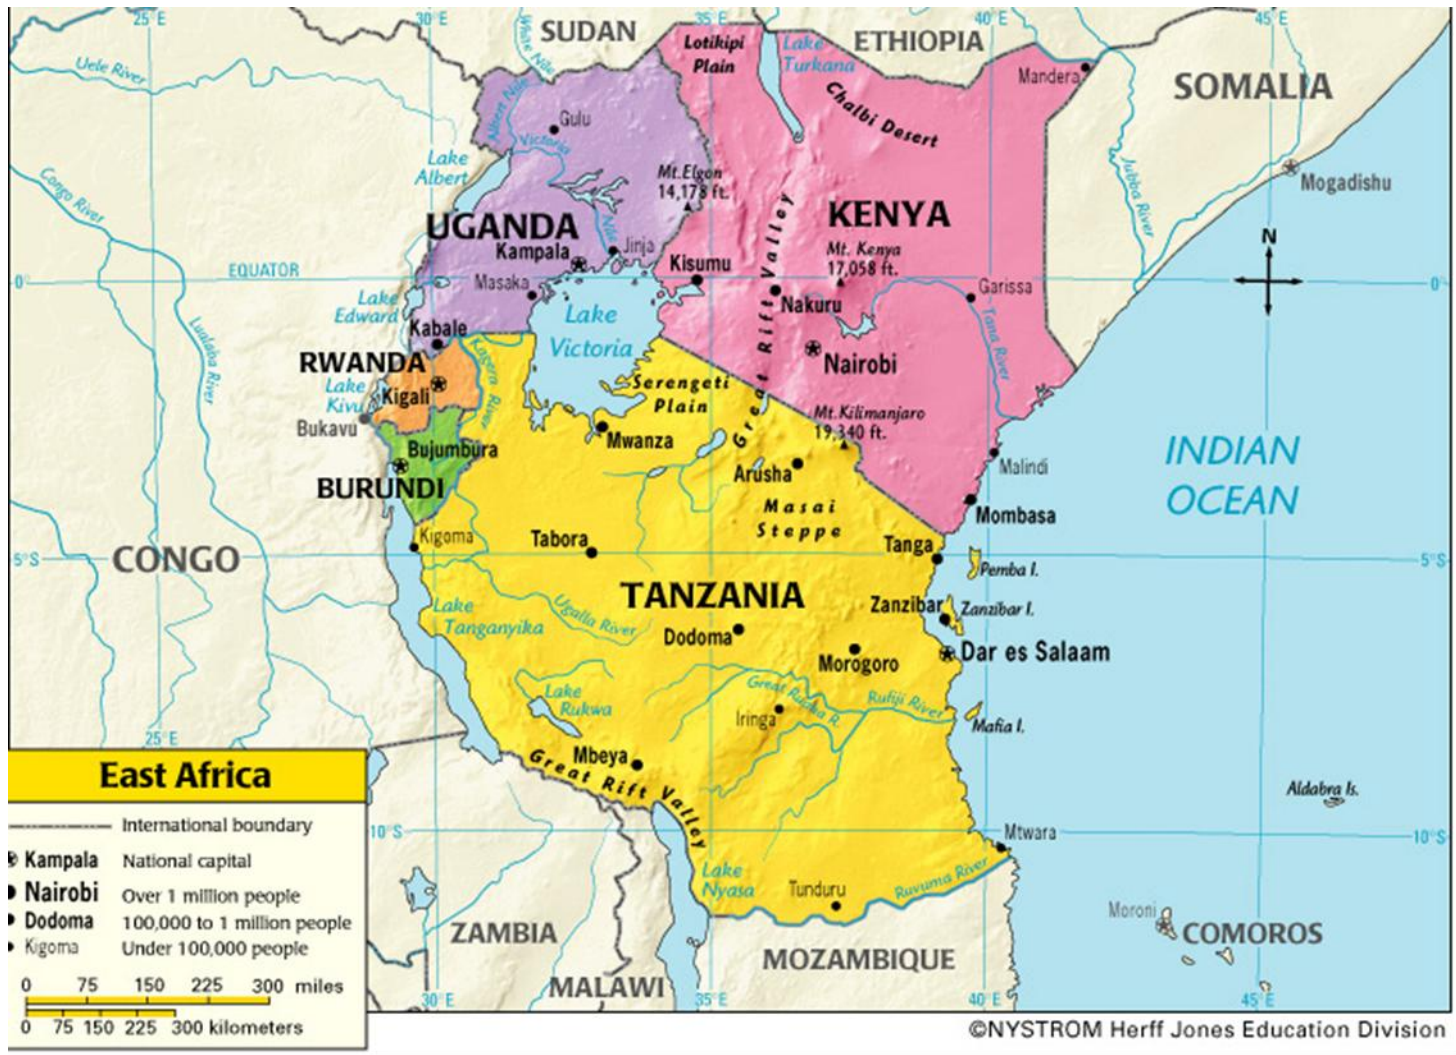 25°E
30°E
35°E
40°E
45°E
SUDAN
ETHIOPIA
SOMALIA
White Nile
Uele River
Lotikipi
Plain
Lake
Turkana
Mandera
Chalbi Desert
Albert Nile
Gulu
Victoria
Lake
Albert
Congo River
Mt.Elgon
14,178 ft.
Jubba River
Mogadishu
UGANDA
KENYA
Nile
Kampala
Jinja
Kisumu
Mt. Kenya
17,058 ft.
N
Great Rift Valley
0°
EQUATOR
Masaka
Nakuru
Garissa
0°
Lake
Edward
Lake
Victoria
Kabale
Lualaba River
Kagera River
Tana River
RWANDA
Nairobi
Lake
Kivu
Kigali
Serengeti
Plain
Bukavu
Mt.Kilimanjaro
19,340 ft.
Mwanza
Bujumbura
INDIAN
OCEAN
Malindi
Arusha
BURUNDI
Masai
Steppe
Mombasa
Kigoma
Tabora
Tanga
CONGO
5°S
5°S
Pemba I.
TANZANIA
Lake
Tanganyika
Ugalla River
Zanzibar
Zanzibar I.
Dodoma
Dar es Salaam
Morogoro
Lake
Rukwa
Great Ruaha R.
Rufiji River
Iringa
Mafia I.
25°E
Mbeya
Great Rift Valley
Aldabra Is.
10°S
Mtwara
10°S
Lake
Nyasa
Tunduru
Ruvuma River
Moroni
COMOROS
ZAMBIA
MOZAMBIQUE
MALAWI
30°E
35°E
40°E
45°E
East Africa
International boundary
Kampala National capital
Nairobi Over 1 million people
Dodoma 100,000 to 1 million people
Kigoma Under 100,000 people
0 75 150 225 300 miles
0 75 150 225 300 kilometers
©NYSTROM Herff Jones Education Division